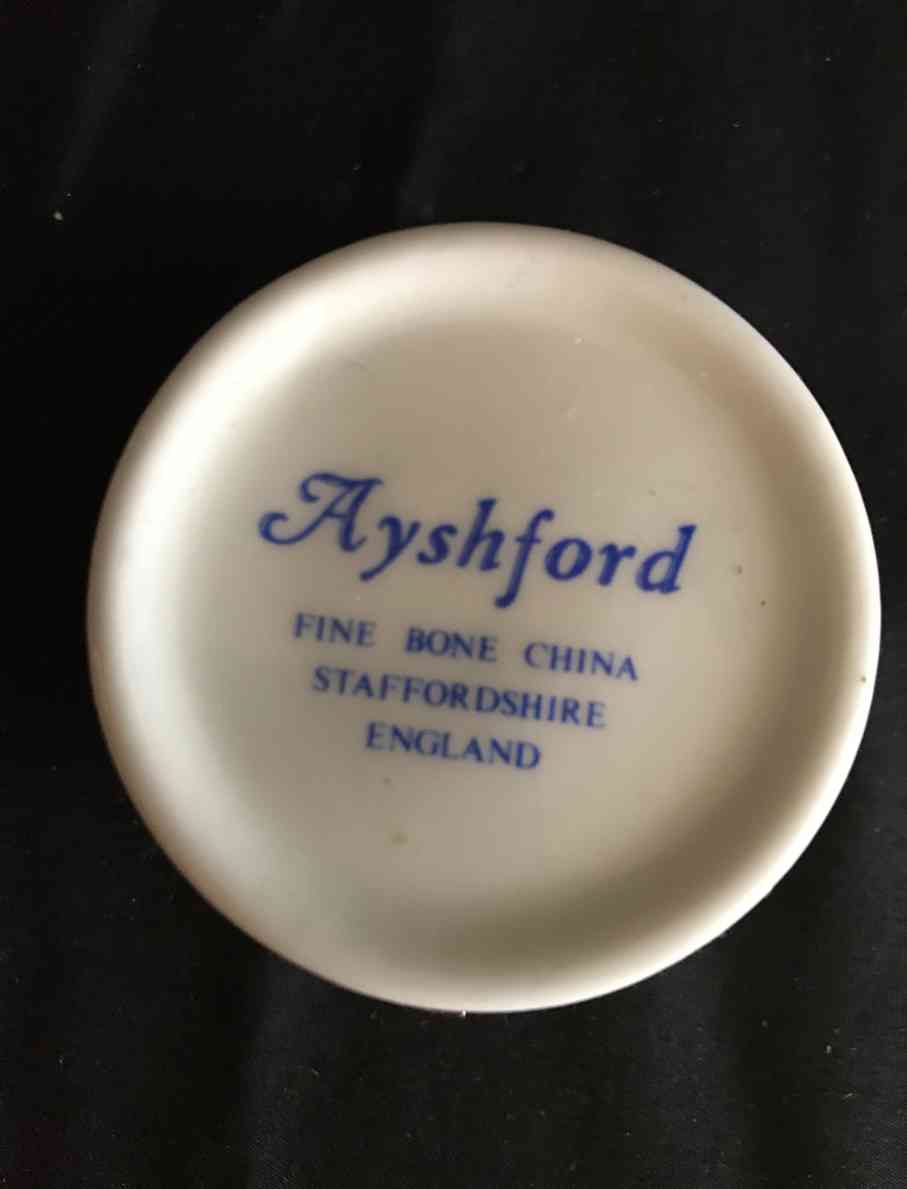 Ayshford
FINE BONE CHINA
STAFFORDSHIRE
ENGLAND